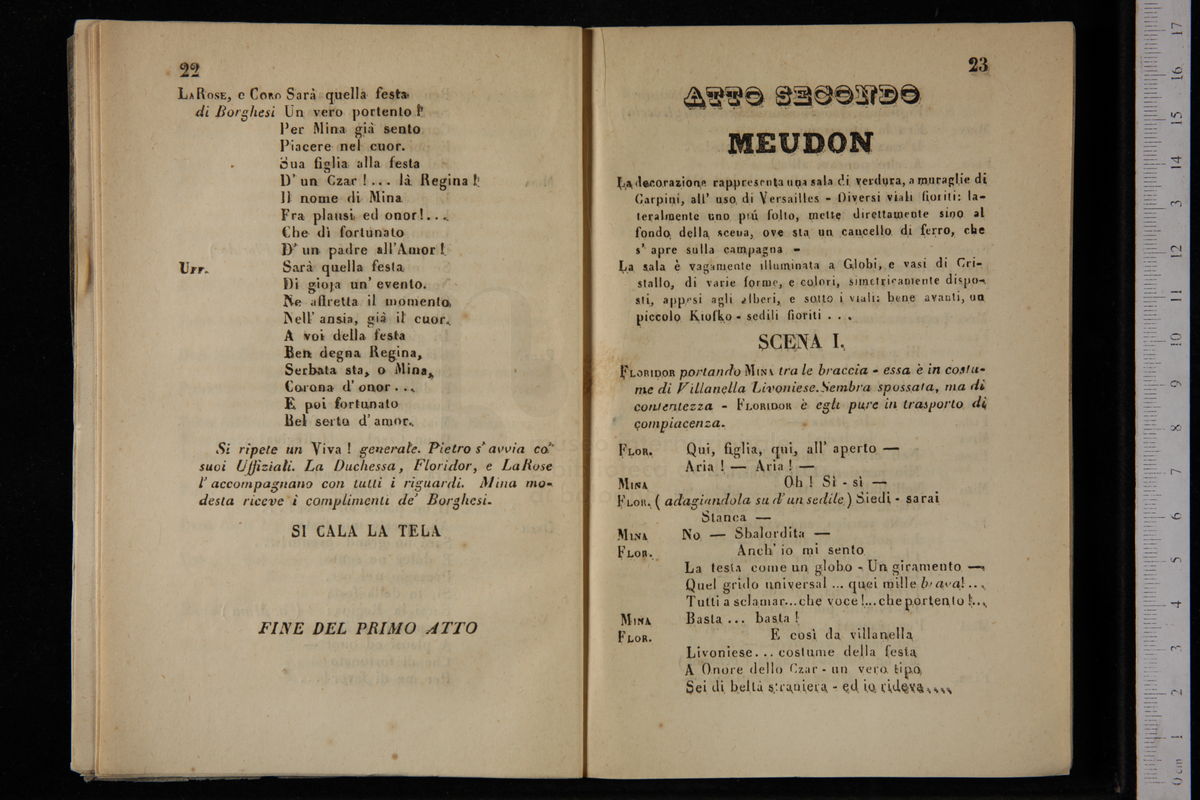 22
LaRose, e Coro Sarà quella festa
di Borghesi Un vero portento!
Per Mina già sento
Piacere nel cuor.
Sua figlia alla festa
D' un Czar!... là Regina!
Il nome di Mina
Fra plausi ed onor!...
Che dì fortunato
D' un padre all'Amor!
Uff. Sarà quella festa
Di gioja un' evento.
Ne affretta il momento,
Nell' ansia, già il cuor.
A voi della festa
Ben degna Regina,
Serbata sta, o Mina,
Corona d' onor...
E poi fortunato
Bel serto d' amor.
Si ripete un Viva! generale. Pietro s' avvia co'
suoi Uffiziali. La Duchessa, Floridor, e LaRose
l' accompagnano con tutti i riguardi. Mina mo-
desta riceve i complimenti de' Borghesi.
SI CALA LA TELA
FINE DEL PRIMO ATTO
23
ATTO SECONDO
MEUDON
La decorazione rappresenta una sala di verdura, a muraglie di
Carpini, all' uso di Versailles - Diversi viali fioriti: la-
teralmente uno più folto, mette direttamente sino al
fondo della scena, ove sta un cancello di ferro, che
s' apre sulla campagna -
La sala è vagamente illuminata a Globi, e vasi di Cri-
stallo, di varie forme, e colori, simetricamente dispo-
sti, appesi agli alberi, e sotto i viali: bene avanti, un
piccolo Kiosko - sedili fioriti...
SCENA I.
Floridor portando Mina tra le braccia - essa è in costu-
me di Villanella Livoniese. Sembra spossata, ma di
contentezza - Floridor è egli pure in trasporto di
compiacenza.
Flor. Qui, figlia, qui, all' aperto —
Aria! — Aria! —
Mina Oh! Sì - sì —
Flor. (adagiandola su d' un sedile) Siedi - sarai
Stanca —
Mina No — Sbalordita —
Flor. Anch' io mi sento
La testa come un globo - Un giramento —
Quel grido universal... quei mille brava!...
Tutti a sclamar...che voce!...che portento!...
Mina Basta... basta!
Flor. E così da villanella
Livoniese... costume della festa
A Onore dello Czar - un vero tipo
Sei di beltà straniera - ed io rideva....